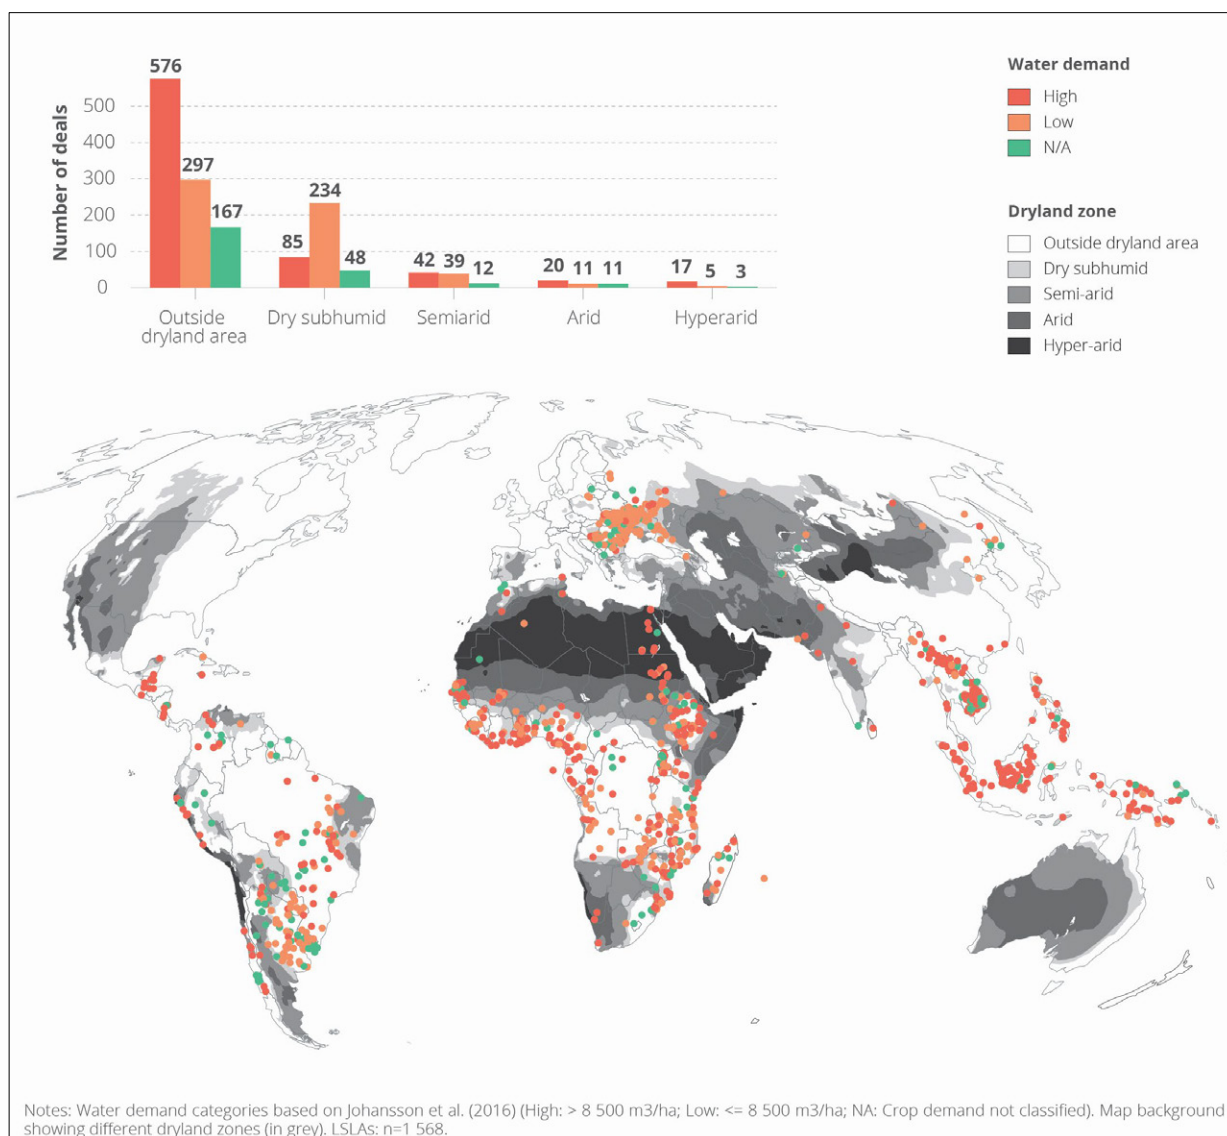 576
500
400
300
200
100
0
Number of deals
297
167
85
234
48
42
39
12
20
11
11
17
5
3
Outside
dryland area
Dry subhumid
Semiarid
Arid
Hyperarid
Water demand
High
Low
N/A
Dryland zone
Outside dryland area
Dry subhumid
Semi-arid
Arid
Hyper-arid
Notes: Water demand categories based on Johansson et al. (2016) (High: > 8 500 m3/ha; Low: <= 8 500 m3/ha; NA: Crop demand not classified). Map background
showing different dryland zones (in grey). LSLAs: n=1 568.